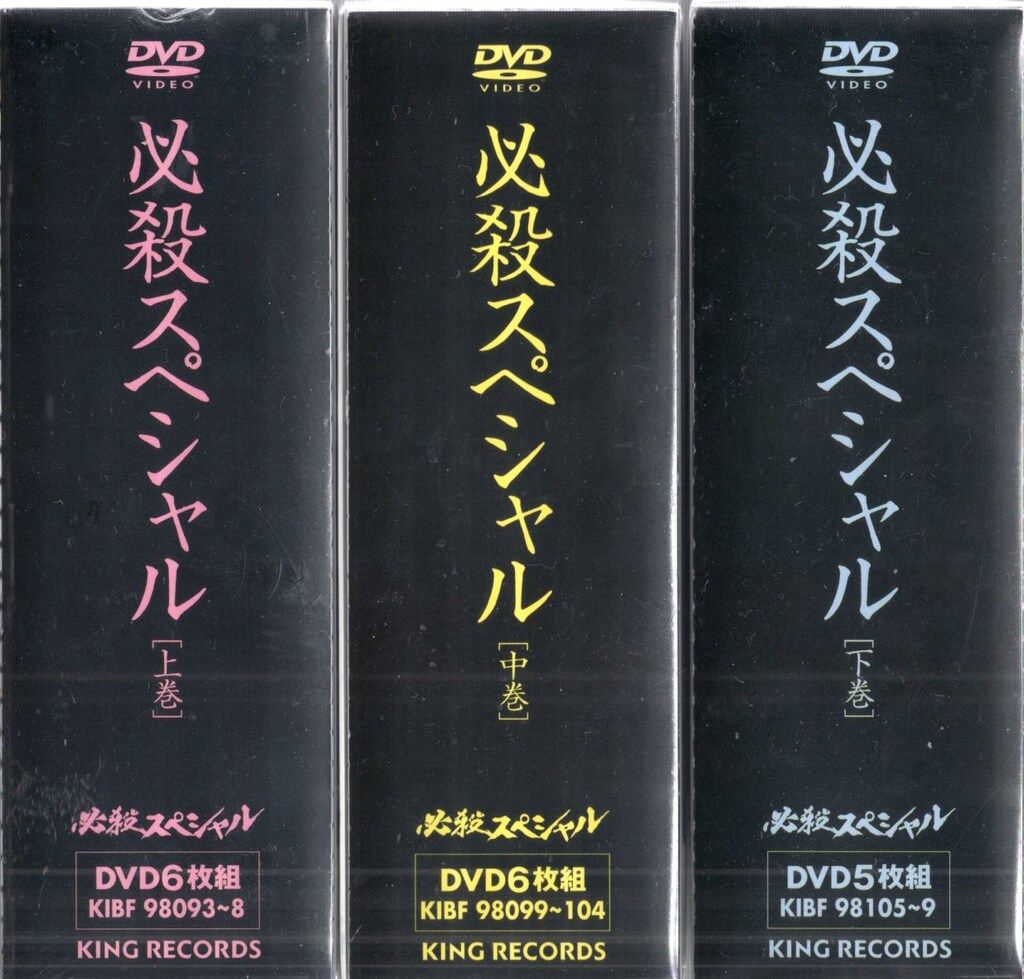 DVD
VIDEO
必殺スペシャル
[上巻]
必殺スペシャル
DVD6枚組
KIBF 98093~8
KING RECORDS
DVD
VIDEO
必殺スペシャル
[中巻]
必殺スペシャル
DVD6枚組
KIBF 98099~104
KING RECORDS
DVD
VIDEO
必殺スペシャル
[下巻]
必殺スペシャル
DVD5枚組
KIBF 98105~9
KING RECORDS